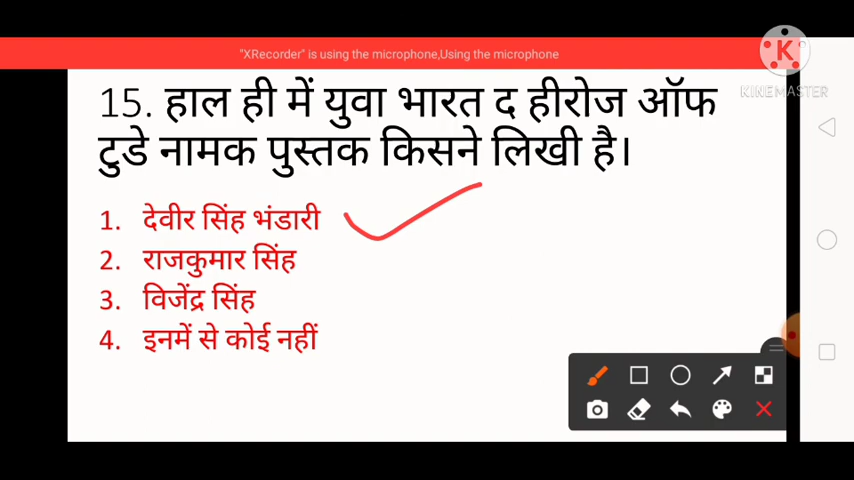 "XRecorder" is using the microphone,Using the microphone
K
KINEMASTER
15. हाल ही में युवा भारत द हीरोज ऑफ
टुडे नामक पुस्तक किसने लिखी है।
1. देवीर सिंह भंडारी
2. राजकुमार सिंह
3. विजेंद्र सिंह
4. इनमें से कोई नहीं